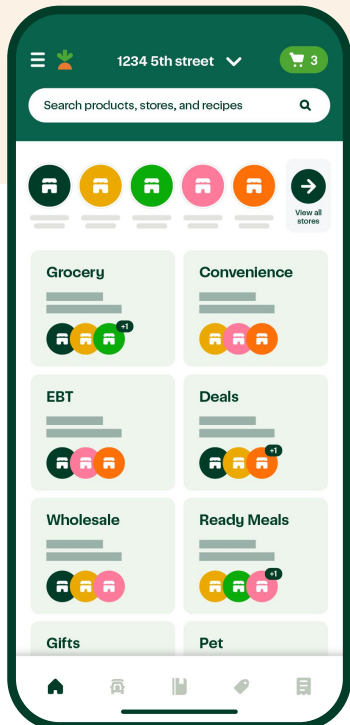 1234 5th street
3
Search products, stores, and recipes
View all
stores
Grocery
+1
Convenience
EBT
Deals
+1
Wholesale
Ready Meals
+1
Gifts
Pet